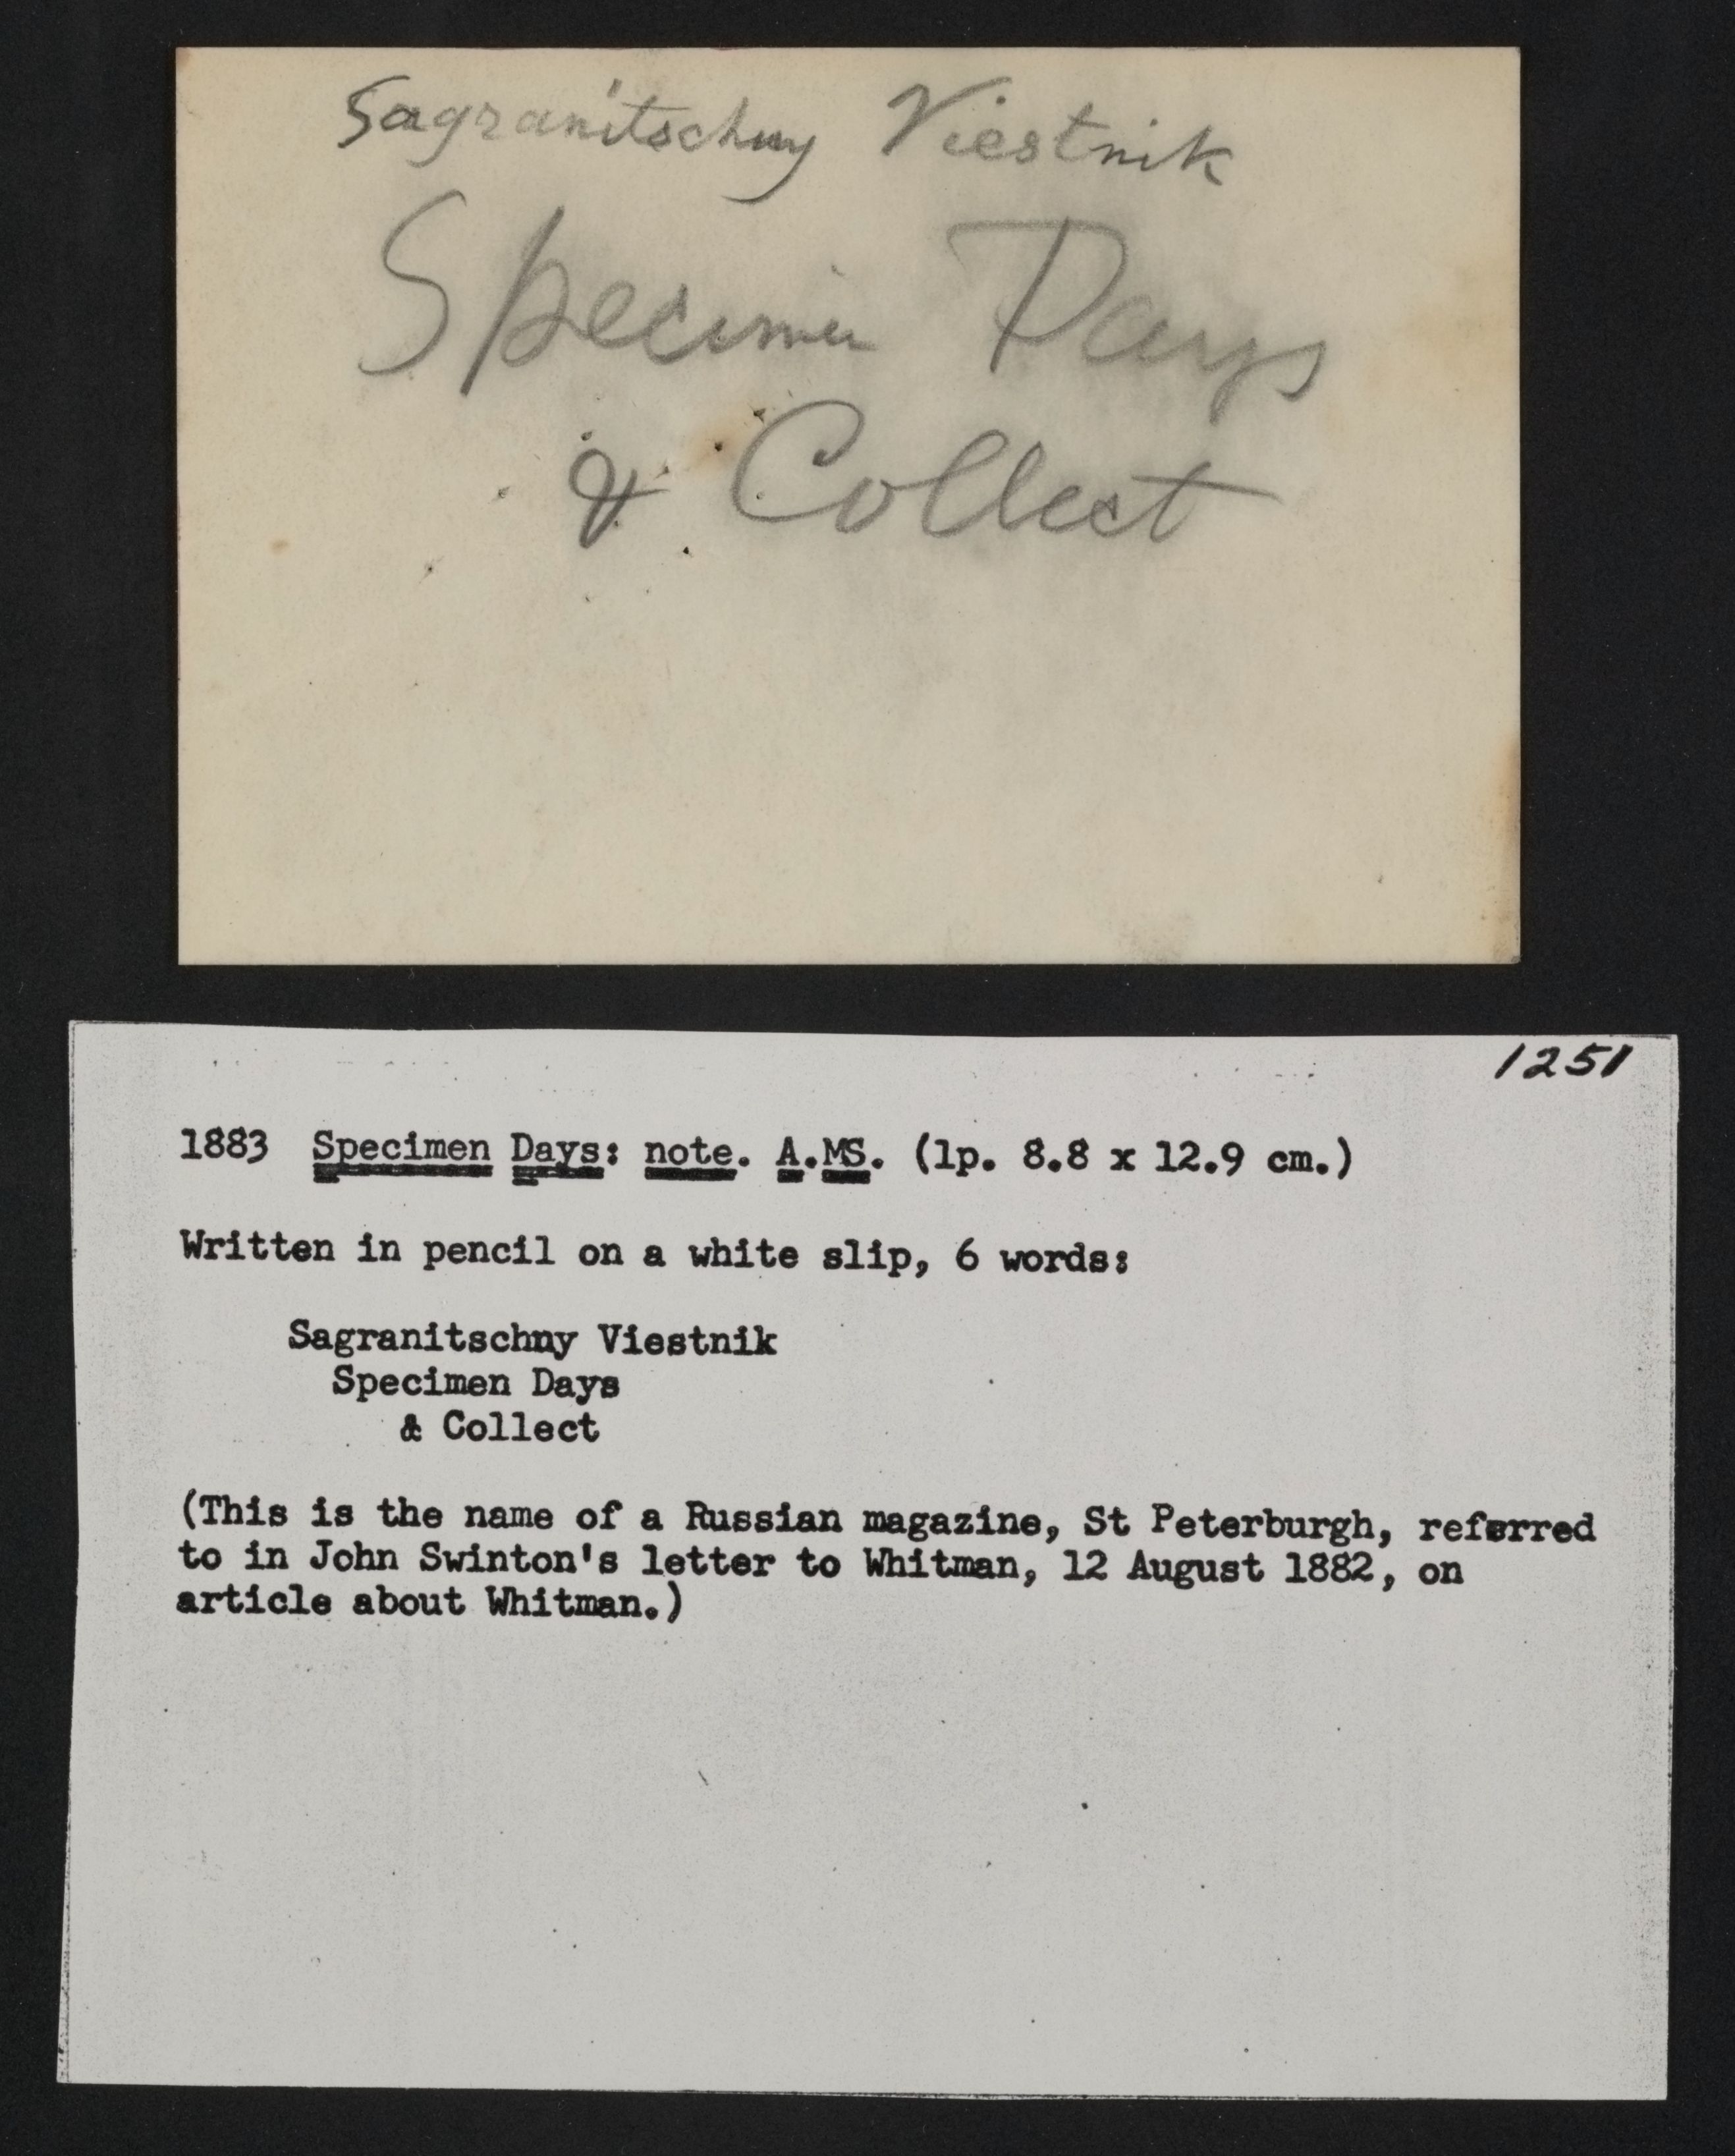 Sagranitschny Viestnik
Specimen Days
& Collect
1251
1883 Specimen Days: note. A.MS. (1p. 8.8 x 12.9 cm.)
Written in pencil on a white slip, 6 words:
Sagranitschny Viestnik
Specimen Days
& Collect
(This is the name of a Russian magazine, St Peterburgh, referred
to in John Swinton's letter to Whitman, 12 August 1882, on
article about Whitman.)